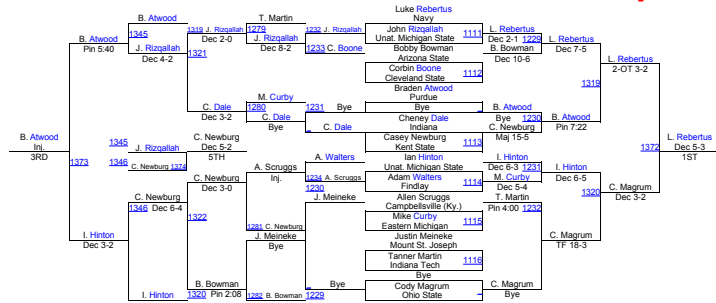 Luke Rebertus
Navy
John Rizqallah
Unat. Michigan State
Bobby Bowman
Arizona State
Corbin Boone
Cleveland State
Braden Atwood
Purdue
Bye
Cheney Dale
Indiana
Casey Newburg
Kent State
Ian Hinton
Unat. Michigan State
Adam Walters
Findlay
Allen Scruggs
Campbellsville (Ky.)
Mike Curby
Eastern Michigan
Justin Meineke
Mount St. Joseph
Tanner Martin
Indiana Tech
Bye
Cody Magrum
Ohio State
1111
1112
1113
1114
1115
1116
L. Rebertus
Dec 2-1 1229
B. Bowman
Dec 10-6
B. Atwood
Bye 1230
C. Newburg
Maj 15-5
I. Hinton
Dec 6-3 1231
M. Curby
Dec 5-4
T. Martin
Pin 4:00 1232
C. Magrum
Bye
L. Rebertus
Dec 7-5
B. Atwood
Pin 7:22
I. Hinton
Dec 6-5
C. Magrum
TF 18-3
L. Rebertus
2-OT 3-2
1319
1320
C. Magrum
Dec 3-2
1372
L. Rebertus
Dec 5-3
1ST
1232 J. Rizqallah
1233 C. Boone
1231 Bye
C. Dale
A. Walters
1234 A. Scruggs
1230
J. Meineke
Bye
1229
T. Martin
1279
J. Rizqallah
Dec 8-2
M. Curby
1280
C. Dale
Bye
A. Scruggs
Inj.
1281 C. Newburg
J. Meineke
Bye
1282 B. Bowman
1319 J. Rizqallah
Dec 2-0
1321
C. Dale
Dec 3-2
C. Newburg
Dec 3-0
1322
B. Bowman
1320 Pin 2:08
B. Atwood
1345
J. Rizqallah
Dec 4-2
C. Newburg
1346 Dec 6-4
I. Hinton
B. Atwood
Pin 5:40
I. Hinton
Dec 3-2
1373
B. Atwood
Inj.
3RD
1345 J. Rizqallah
1346 C. Newburg 1374
C. Newburg
Dec 5-2
5TH